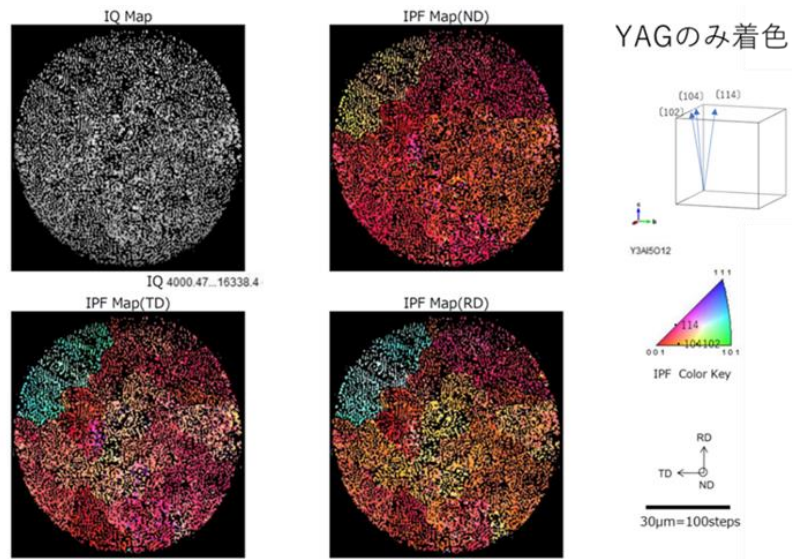 IQ Map
IPF Map(ND)
YAGのみ着色
(104)
(114)
(102)
Y3Al5O12
IQ 4000.47...16338.4
IPF Map(TD)
IPF Map(RD)
111
114
104102
001
101
IPF Color Key
RD
TD
ND
30μm=100steps